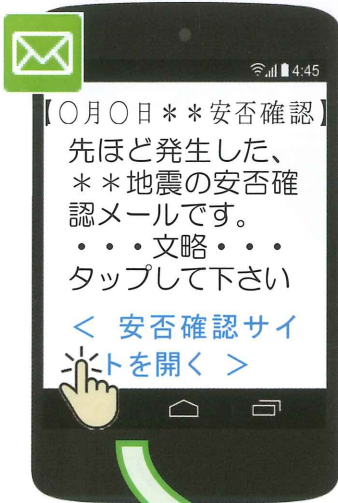 4:45
【〇月〇日＊＊安否確認】
先ほど発生した、
＊＊地震の安否確
認メールです。
・・・文略・・・
タップして下さい
＜ 安否確認サイ
トを開く ＞